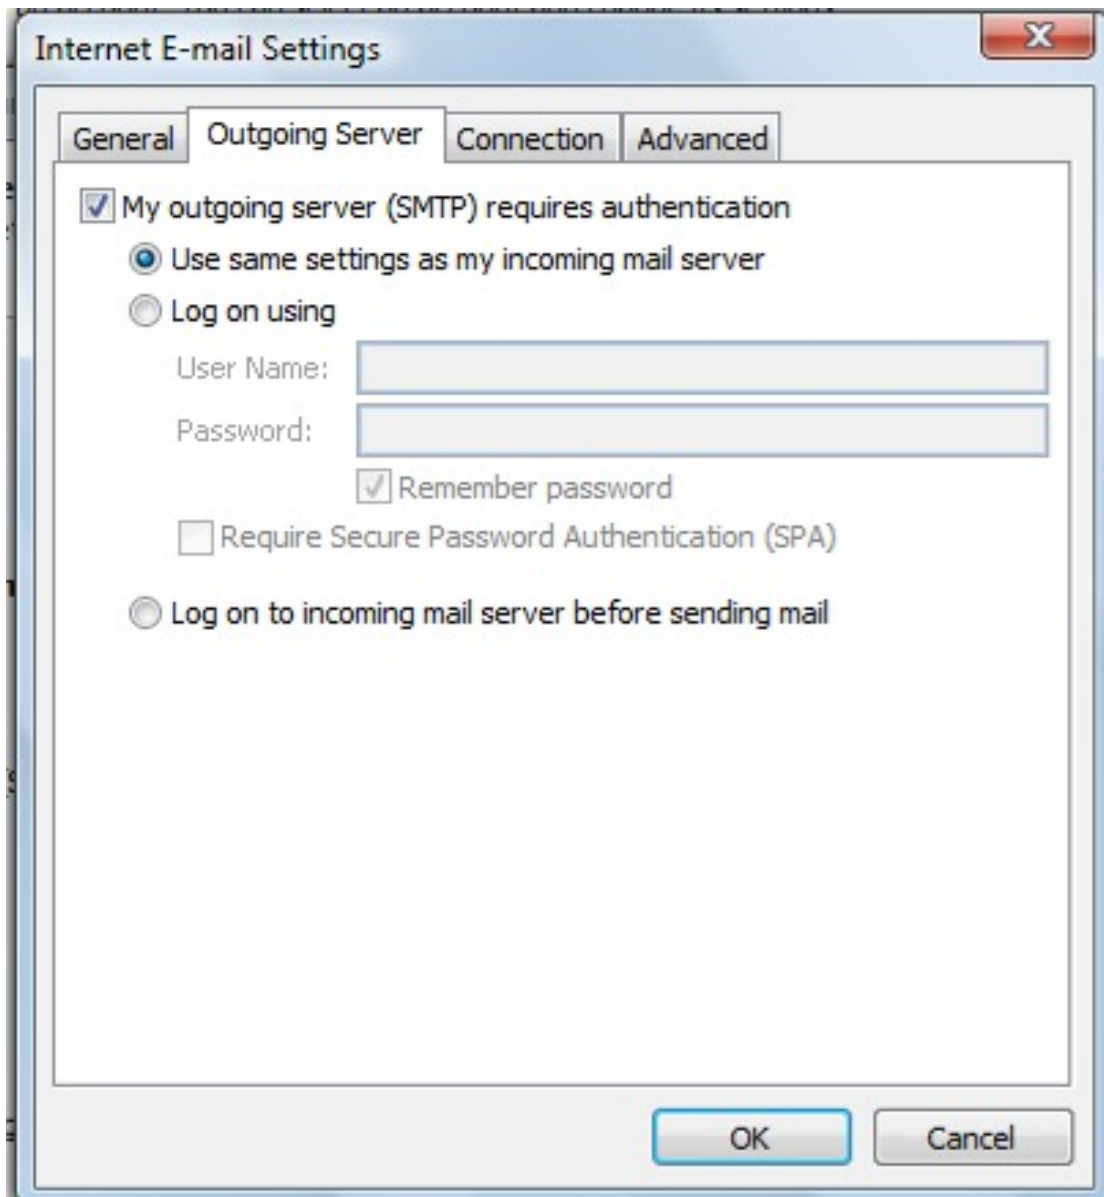 Internet E-mail Settings
General Outgoing Server Connection Advanced
My outgoing server (SMTP) requires authentication
Use same settings as my incoming mail server
Log on using
User Name:
Password:
Remember password
Require Secure Password Authentication (SPA)
Log on to incoming mail server before sending mail
OK Cancel